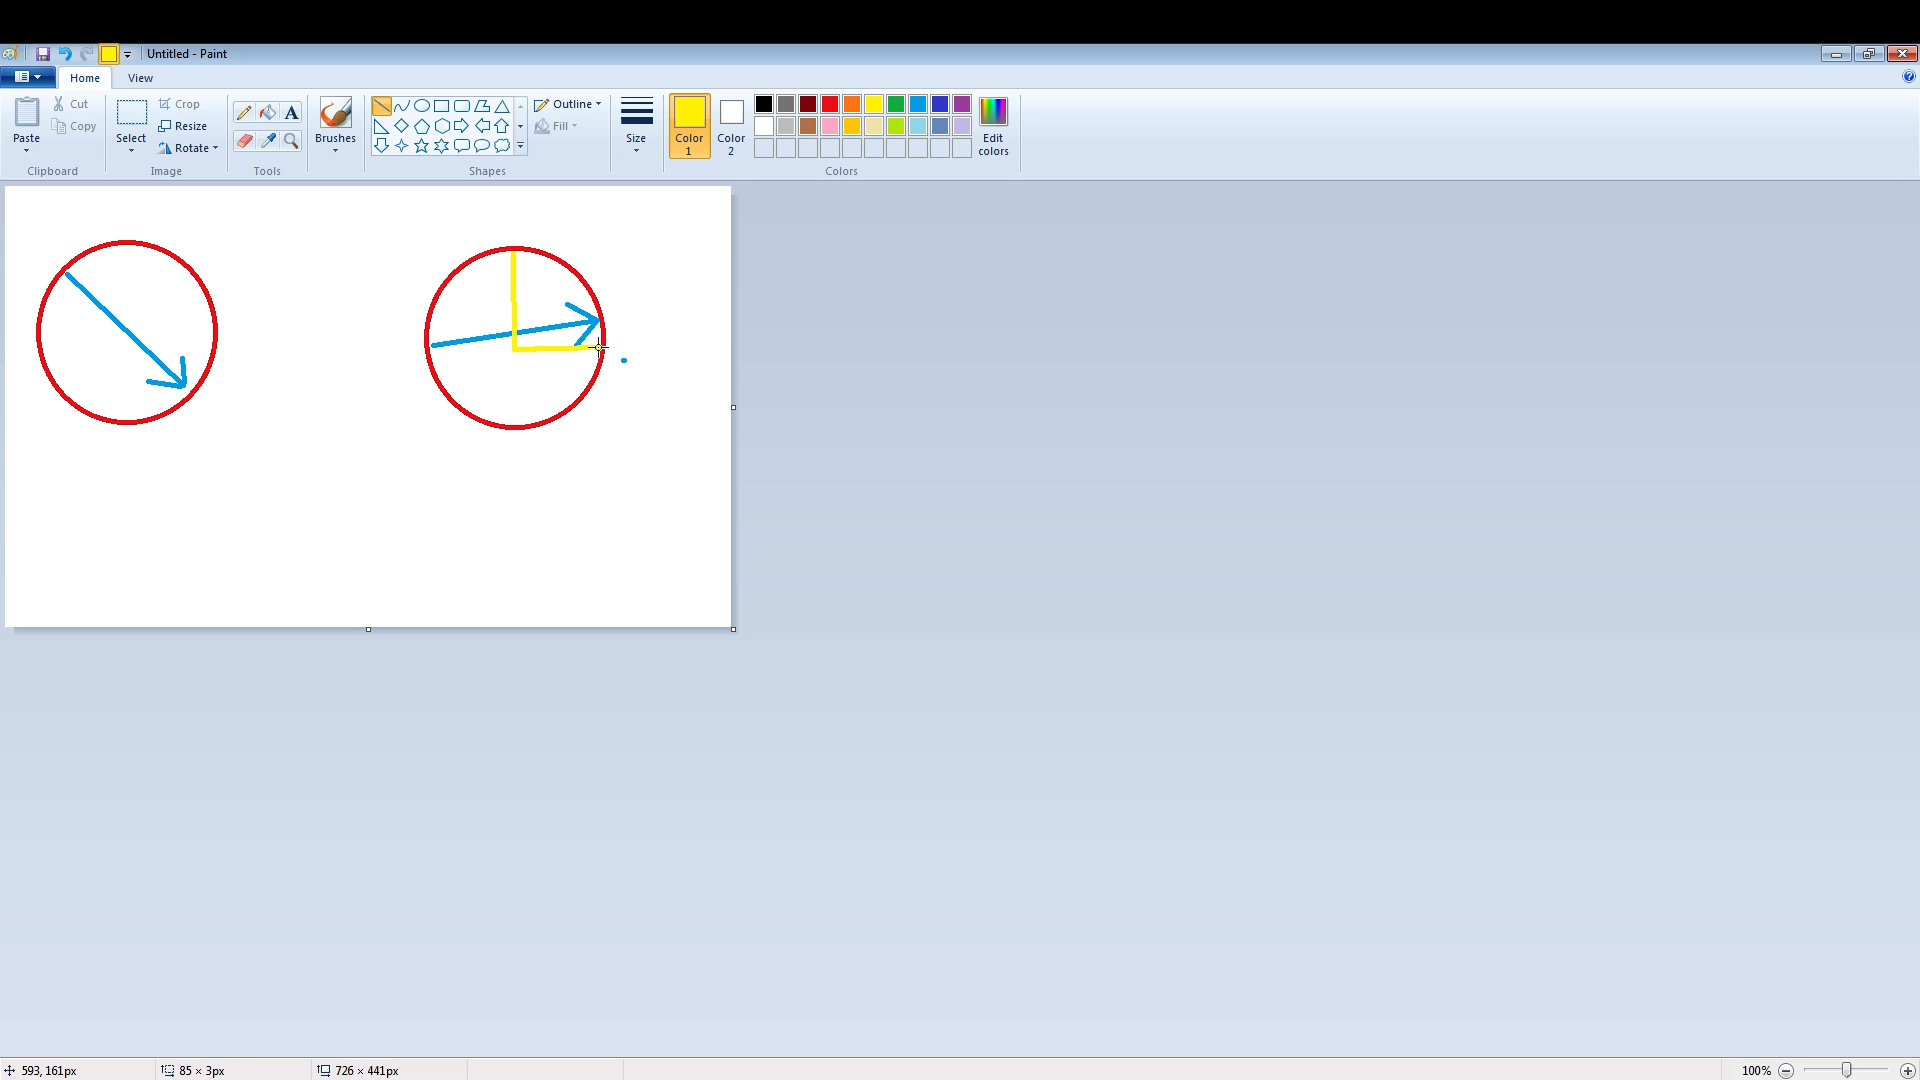 Untitled - Paint
Home View
Cut
Copy
Paste
Clipboard
Crop
Resize
Rotate
Select
Image
A
Tools
Brushes
Outline
Fill
Shapes
Size
Color 1
Color 2
Edit colors
Colors
593, 161px
85 × 3px
726 × 441px
100%